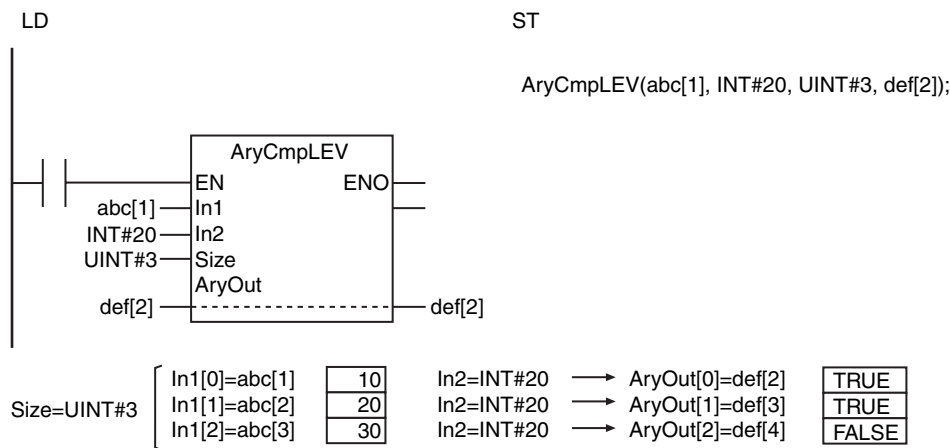 LD
ST
AryCmpLEV(abc[1], INT#20, UINT#3, def[2]);
AryCmpLEV
EN ENO
abc[1] In1
INT#20 In2
UINT#3 Size
AryOut
def[2] def[2]
In1[0]=abc[1] 10 In2=INT#20 → AryOut[0]=def[2] TRUE
Size=UINT#3 In1[1]=abc[2] 20 In2=INT#20 → AryOut[1]=def[3] TRUE
In1[2]=abc[3] 30 In2=INT#20 → AryOut[2]=def[4] FALSE